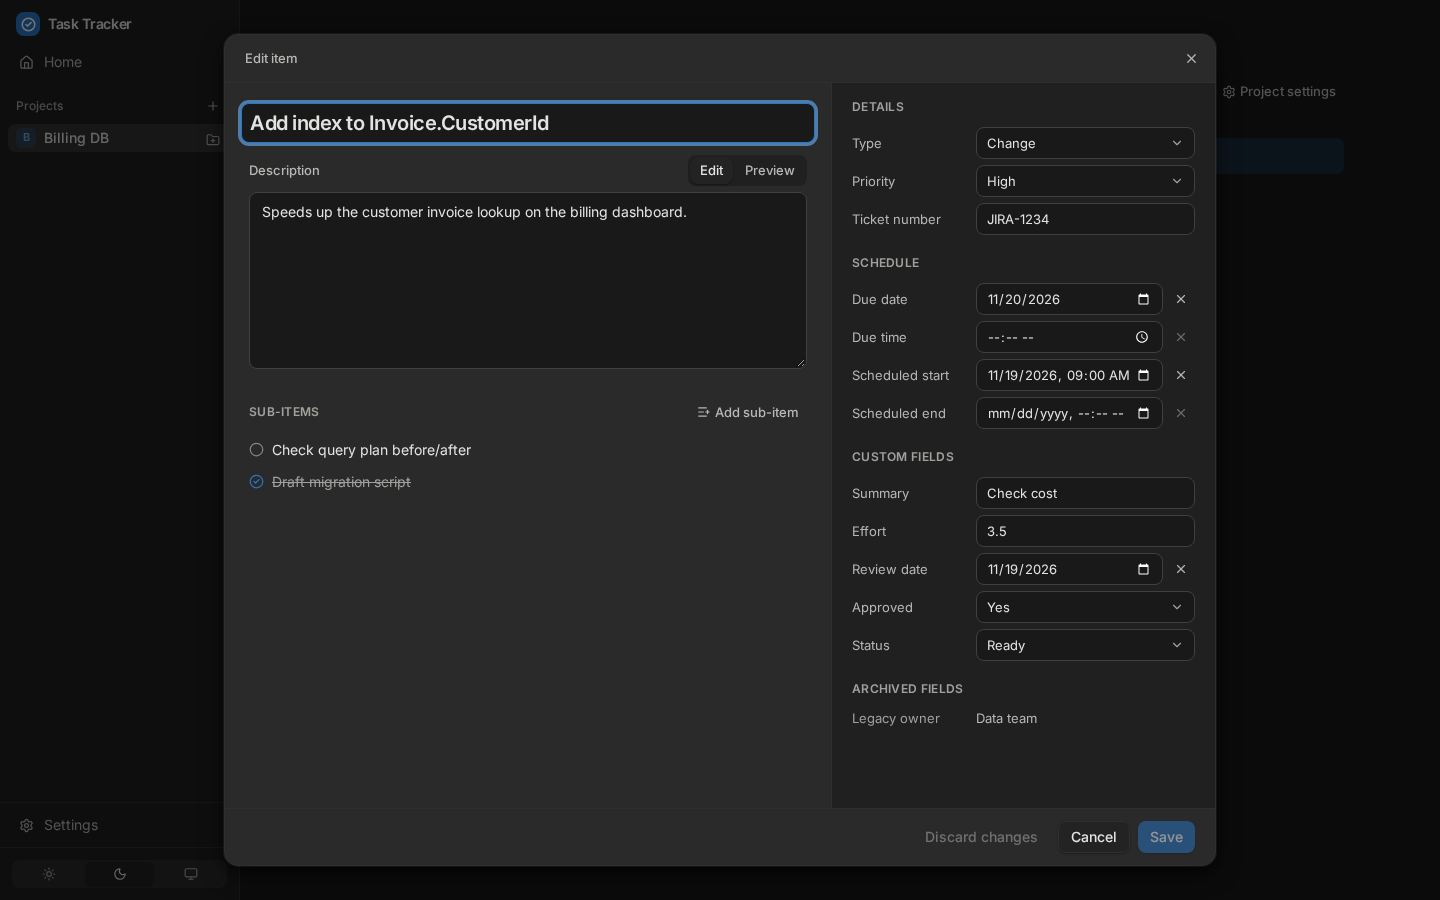 Task Tracker
Home
Projects
B Billing DB
Settings
Project settings
Edit item
Add index to Invoice.CustomerId
Description
Edit Preview
Speeds up the customer invoice lookup on the billing dashboard.
SUB-ITEMS
Add sub-item
Check query plan before/after
Draft migration script
DETAILS
Type Change
Priority High
Ticket number JIRA-1234
SCHEDULE
Due date 11/20/2026
Due time --:-- --
Scheduled start 11/19/2026, 09:00 AM
Scheduled end mm/dd/yyyy, --:-- --
CUSTOM FIELDS
Summary Check cost
Effort 3.5
Review date 11/19/2026
Approved Yes
Status Ready
ARCHIVED FIELDS
Legacy owner Data team
Discard changes Cancel Save